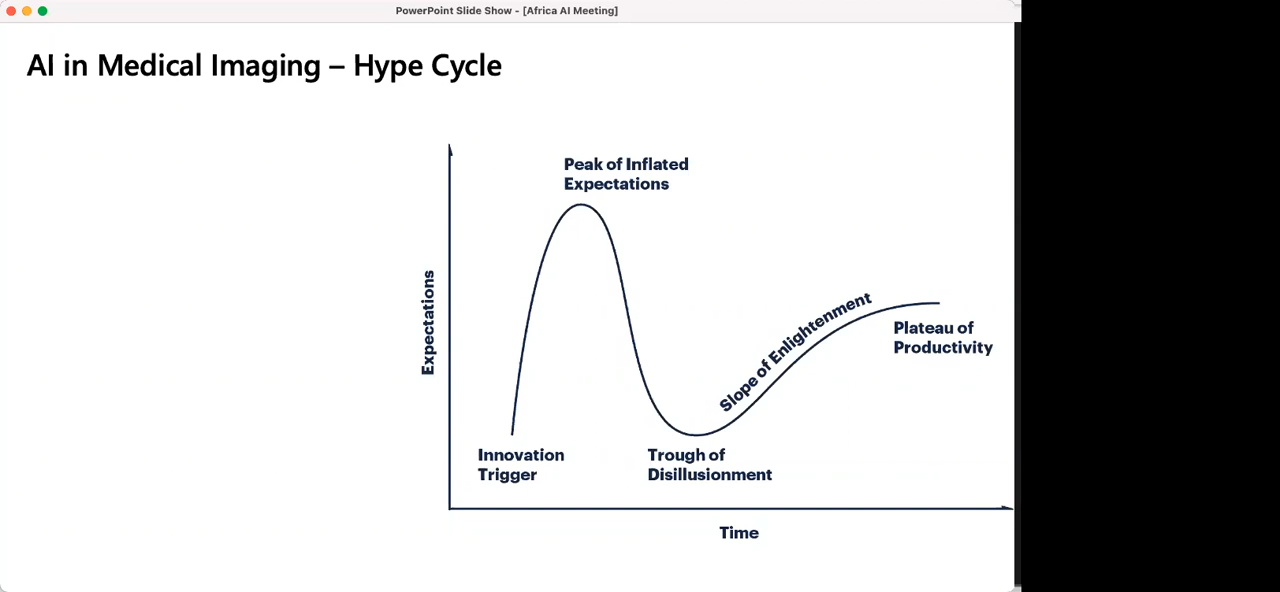 PowerPoint Slide Show - [Africa AI Meeting]
AI in Medical Imaging – Hype Cycle
Peak of Inflated
Expectations
Expectations
Slope of Enlightenment
Plateau of
Productivity
Innovation
Trigger
Trough of
Disillusionment
Time